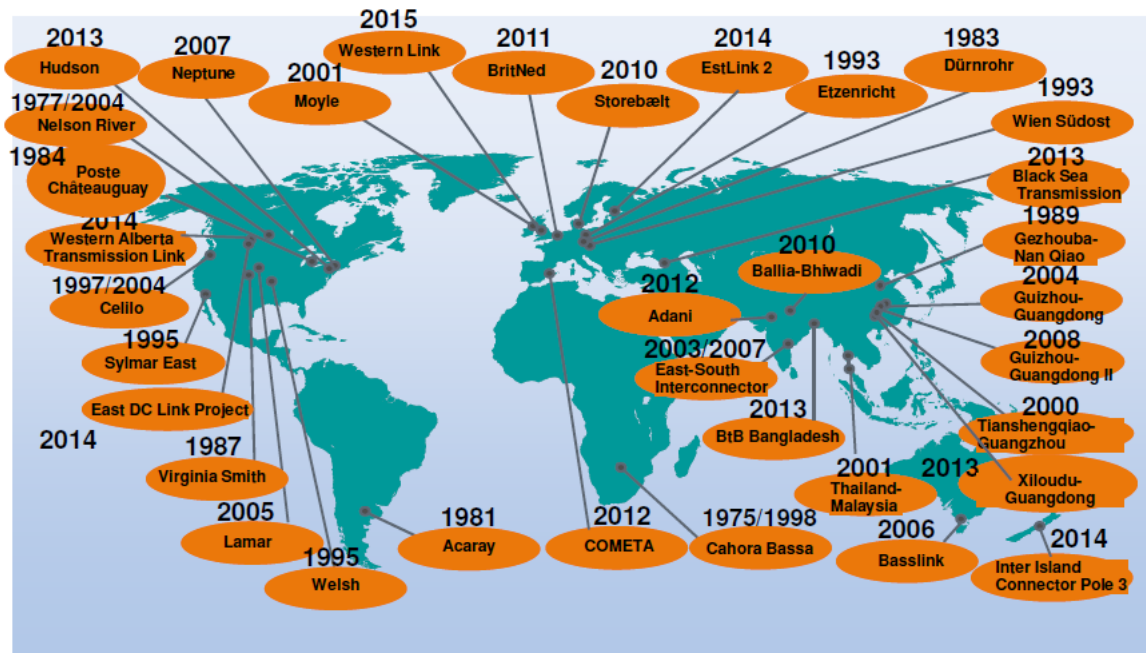 2013
Hudson
2007
Neptune
2001
Moyle
2015
Western Link
2011
BritNed
2010
Storebælt
2014
EstLink 2
1993
Etzenricht
1983
Dürnrohr
1993
Wien Südost
1977/2004
Nelson River
1984
Poste
Châteauguay
2014
Western Alberta
Transmission Link
1997/2004
Celilo
1995
Sylmar East
East DC Link Project
2014
1987
Virginia Smith
2005
Lamar
1995
Welsh
1981
Acaray
2012
COMETA
1975/1998
Cahora Bassa
2013
Black Sea
Transmission
1989
Gezhouba-
Nan Qiao
2004
Guizhou-
Guangdong
2008
Guizhou-
Guangdong II
2010
Ballia-Bhiwadi
2012
Adani
2003/2007
East-South
Interconnector
2013
BtB Bangladesh
2000
Tianshengqiao-
Guangzhou
2001
Thailand-
Malaysia
2013
Xiloudu-
Guangdong
2006
Basslink
2014
Inter Island
Connector Pole 3